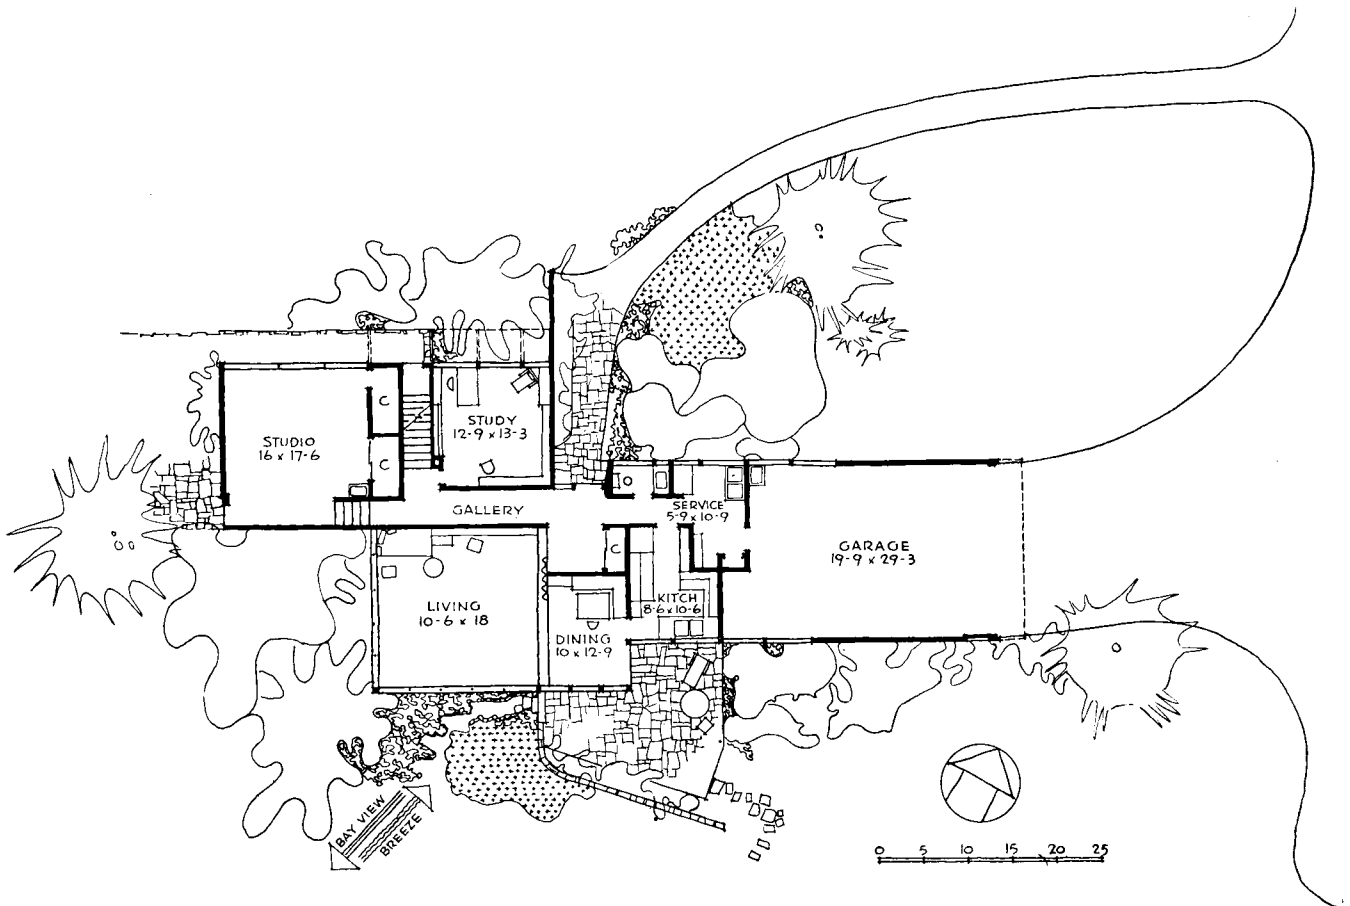 STUDY
12-9 x 13-3
C
STUDIO
16 x 17-6
C
GALLERY
SERVICE
5-9 x 10-9
C
GARAGE
19-9 x 29-3
LIVING
10-6 x 18
KITCH
8-6 x 10-6
DINING
10 x 12-9
BAY VIEW
BREEZE
0 5 10 15 20 25